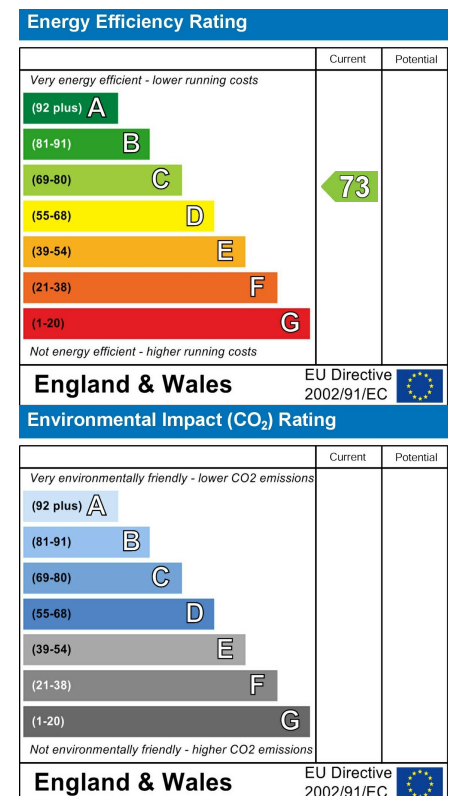 Energy Efficiency Rating
Current Potential
Very energy efficient - lower running costs
(92 plus) A
(81-91) B
(69-80) C
73
(55-68) D
(39-54) E
(21-38) F
(1-20) G
Not energy efficient - higher running costs
England & Wales
EU Directive
2002/91/EC
Environmental Impact (CO₂) Rating
Current Potential
Very environmentally friendly - lower CO2 emissions
(92 plus) A
(81-91) B
(69-80) C
(55-68) D
(39-54) E
(21-38) F
(1-20) G
Not environmentally friendly - higher CO2 emissions
England & Wales
EU Directive
2002/91/EC